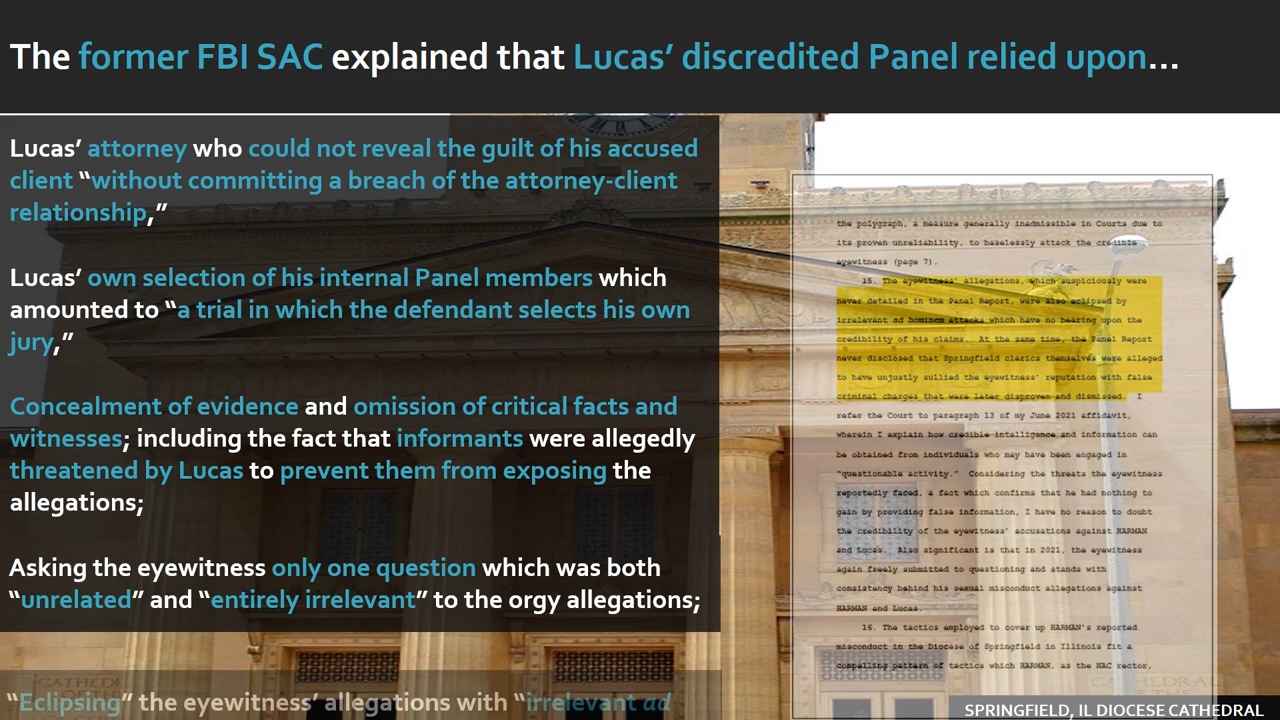 The former FBI SAC explained that Lucas’ discredited Panel relied upon…
Lucas’ attorney who could not reveal the guilt of his accused
client “without committing a breach of the attorney-client
relationship,”
Lucas’ own selection of his internal Panel members which
amounted to “a trial in which the defendant selects his own
jury,”
Concealment of evidence and omission of critical facts and
witnesses; including the fact that informants were allegedly
threatened by Lucas to prevent them from exposing the
allegations;
Asking the eyewitness only one question which was both
“unrelated” and “entirely irrelevant” to the orgy allegations;
“Eclipsing” the eyewitness’ allegations with “irrelevant ad
the polygraph, a measure generally inadmissible in Courts due to
its proven unreliability, to baselessly attack the credible
eyewitness (page 7).
15. The eyewitness’ allegations, which suspiciously were
never detailed in the Panel Report, were also eclipsed by
irrelevant ad hominem attacks which have no bearing upon the
credibility of his claims. At the same time, the Panel Report
never disclosed that Springfield clerics themselves were alleged
to have unjustly sullied the eyewitness’ reputation with false
criminal charges that were later disproven and dismissed. I
refer the Court to paragraph 13 of my June 2021 affidavit,
wherein I explain how credible intelligence and information can
be obtained from individuals who may have been engaged in
“questionable activity.” Considering the threats the eyewitness
reportedly faced, a fact which confirms that he had nothing to
gain by providing false information, I have no reason to doubt
the credibility of the eyewitness’ accusations against HARMAN
and Lucas. Also significant is that in 2021, the eyewitness
again freely submitted to questioning and stands with
consistency behind his sexual misconduct allegations against
HARMAN and Lucas.
16. The tactics employed to cover up HARMAN’s reported
misconduct in the Diocese of Springfield in Illinois fit a
compelling pattern of tactics which HARMAN, as the NAC rector,
SPRINGFIELD, IL DIOCESE CATHEDRAL